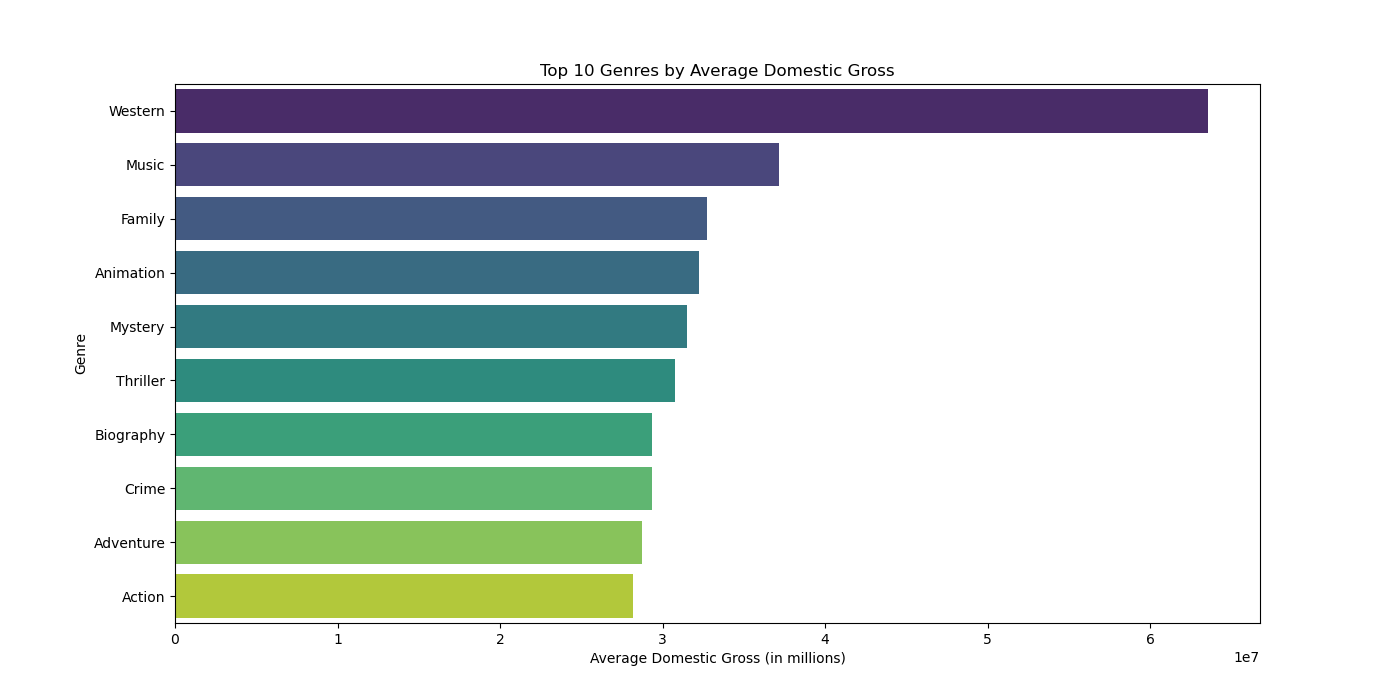 Top 10 Genres by Average Domestic Gross
Genre
Western
Music
Family
Animation
Mystery
Thriller
Biography
Crime
Adventure
Action
0 1 2 3 4 5 6
Average Domestic Gross (in millions)
1e7